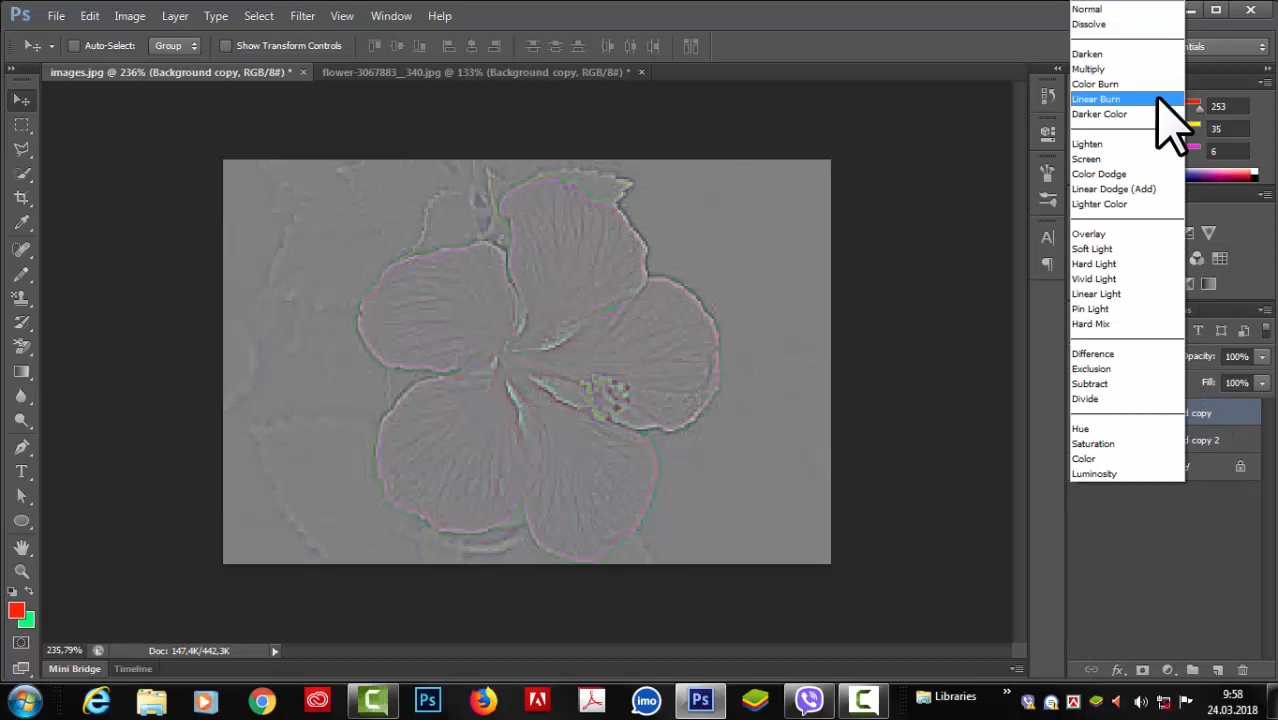 Ps File Edit Image Layer Type Select Filter View Window Help
Auto-Select Group Show Transform Controls
images.jpg @ 236% (Background copy, RGB/8#) * ×
340.jpg @ 133% (Background copy, RGB/8#) * ×
Normal
Dissolve
Darken
Multiply
Color Burn
Linear Burn
Darker Color
Lighten
Screen
Color Dodge
Linear Dodge (Add)
Lighter Color
Overlay
Soft Light
Hard Light
Vivid Light
Linear Light
Pin Light
Hard Mix
Difference
Exclusion
Subtract
Divide
Hue
Saturation
Color
Luminosity
ntials
253
35
6
Opacity: 100%
Fill: 100%
d copy
d copy 2
235,79% Doc: 147,4K/442,3K
Mini Bridge Timeline
Ps
imo
Ps
Libraries
»
9:58
24.03.2018